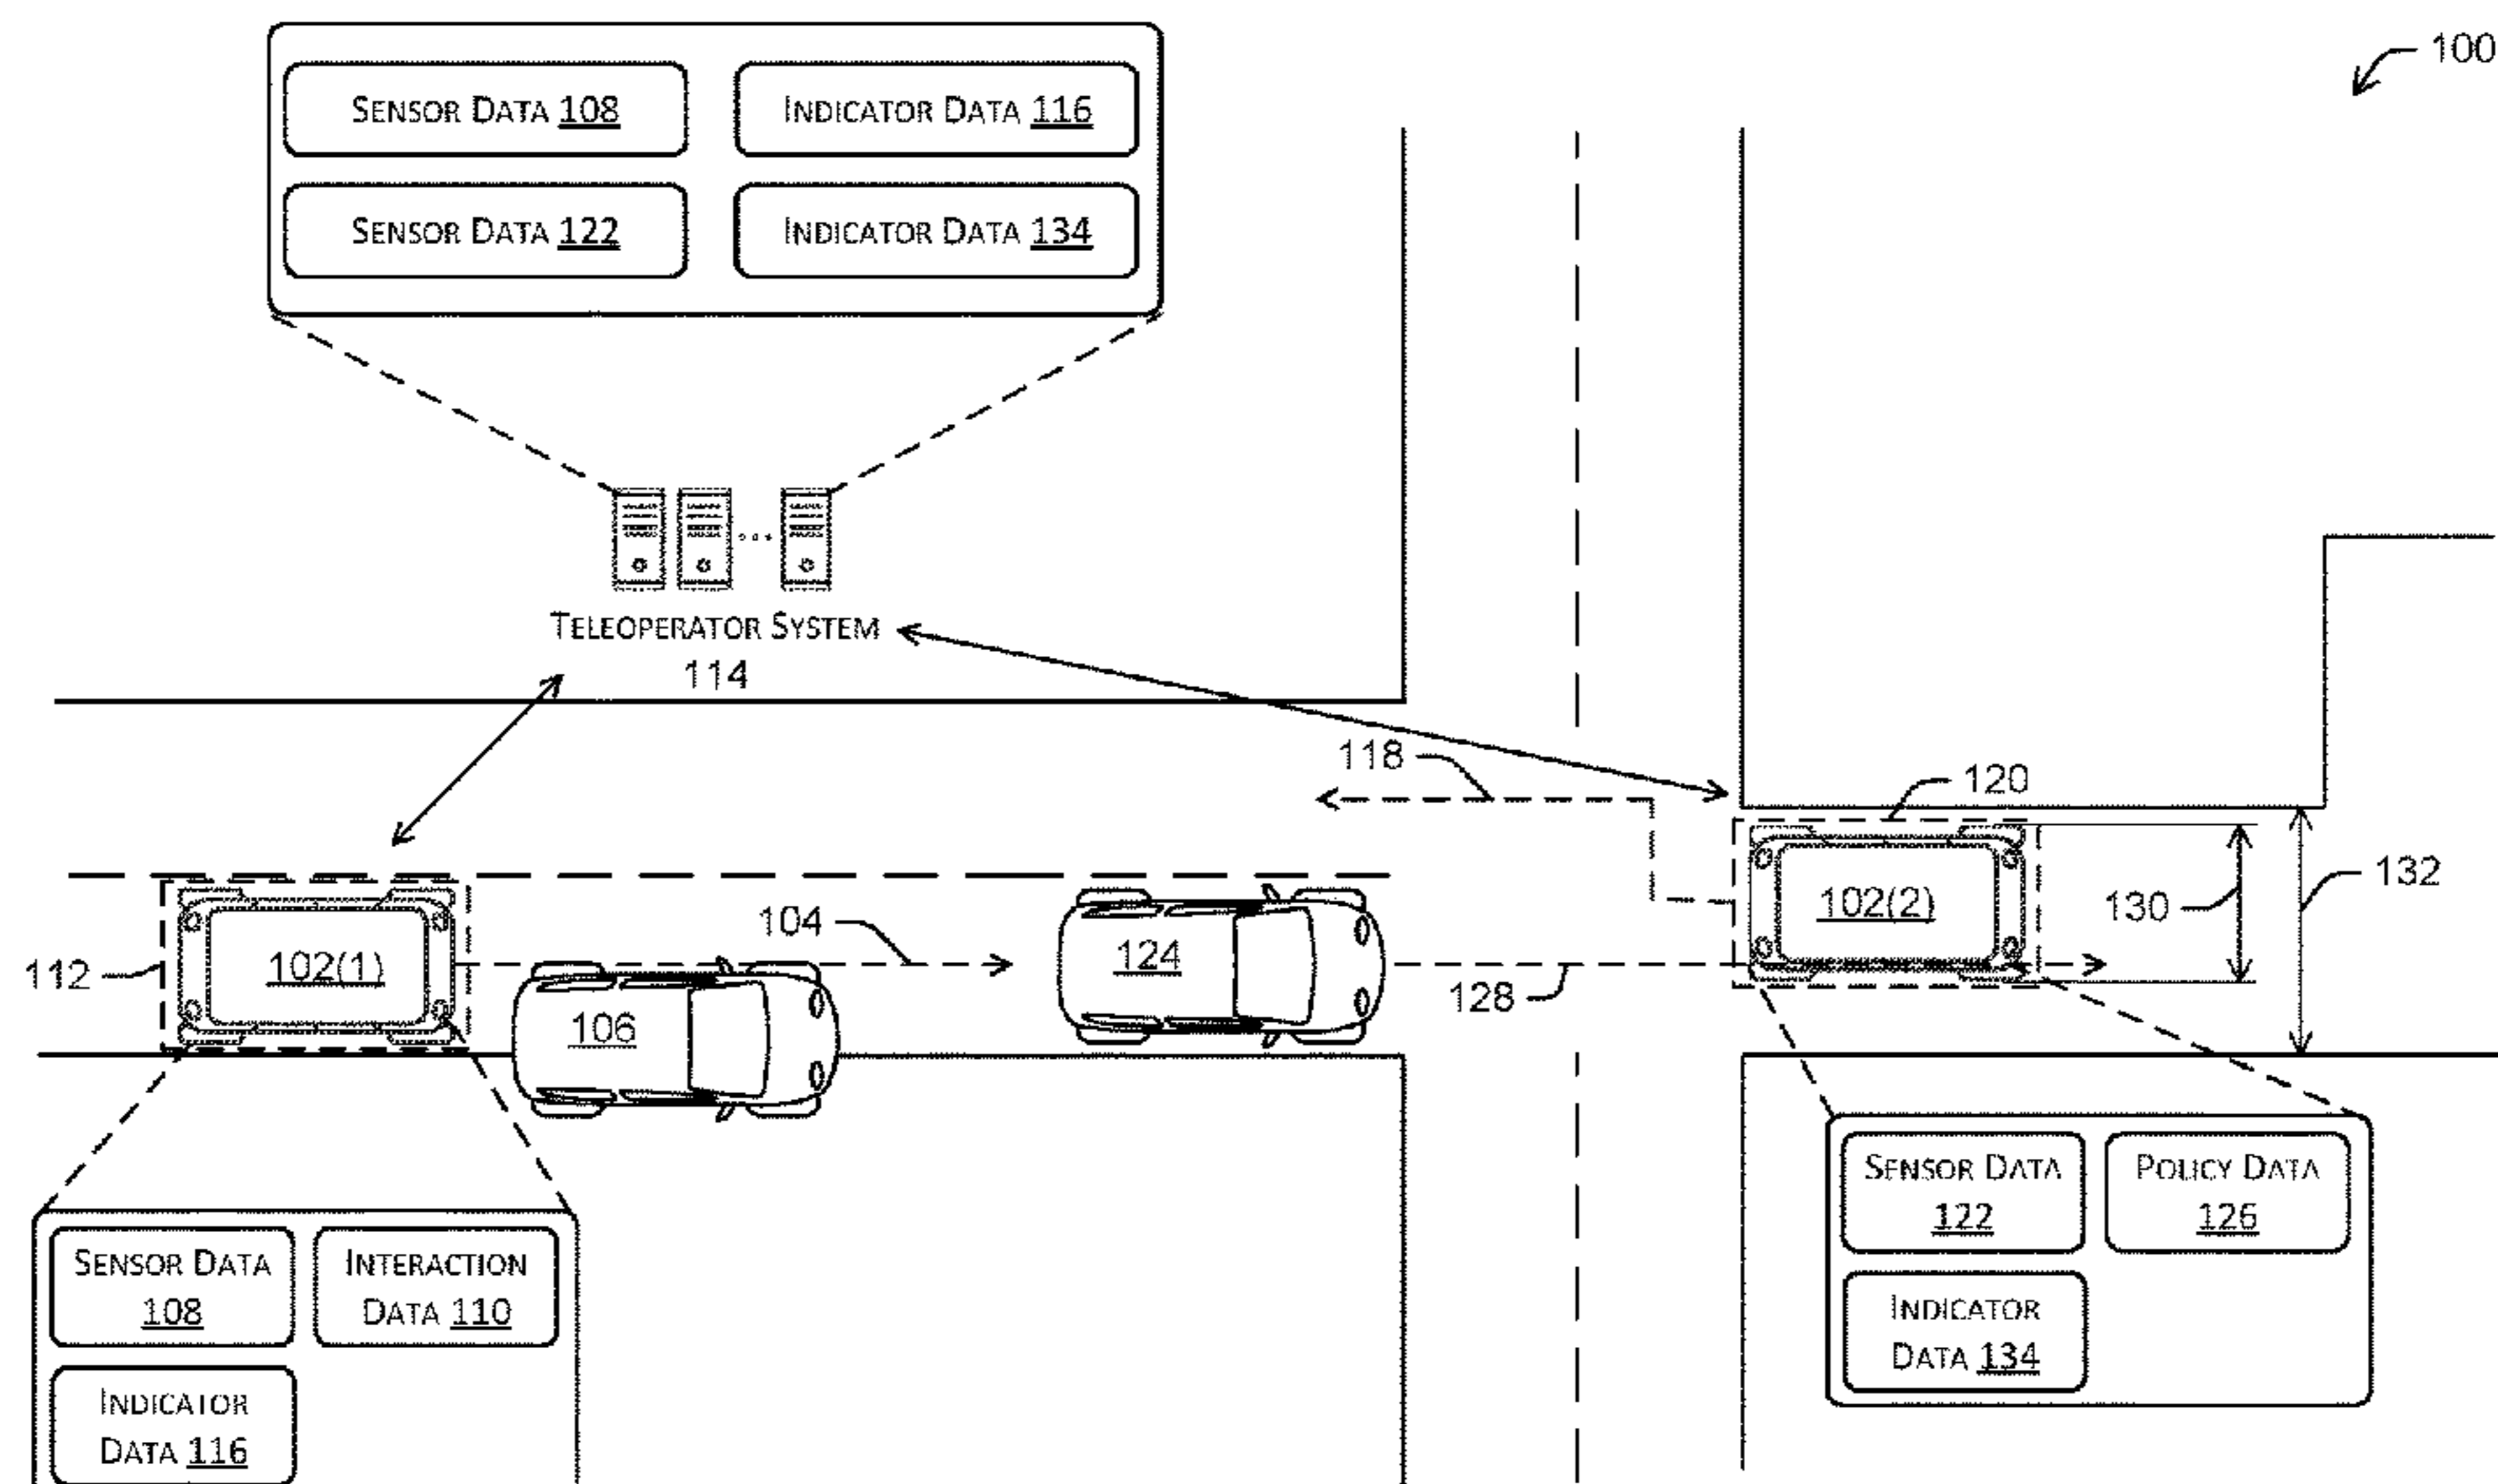 100
SENSOR DATA 108
INDICATOR DATA 116
SENSOR DATA 122
INDICATOR DATA 134
TELEOPERATOR SYSTEM
114
118
120
132
130
102(2)
104
124
128
112
102(1)
106
SENSOR DATA
122
POLICY DATA
126
INDICATOR
DATA 134
SENSOR DATA
108
INTERACTION
DATA 110
INDICATOR
DATA 116